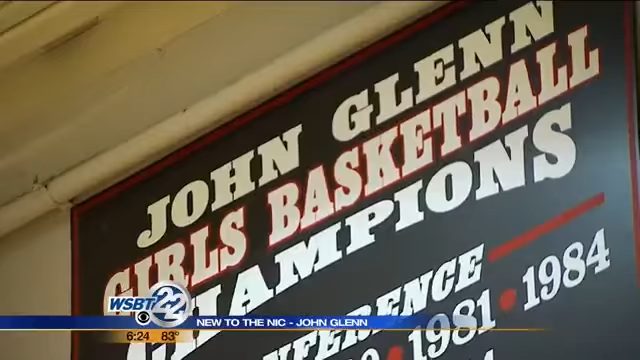 JOHN GLENN
GIRLS BASKETBALL
CHAMPIONS
CONFERENCE
1981 • 1984
WSBT 22
NEW TO THE NIC - JOHN GLENN
6:24 83°